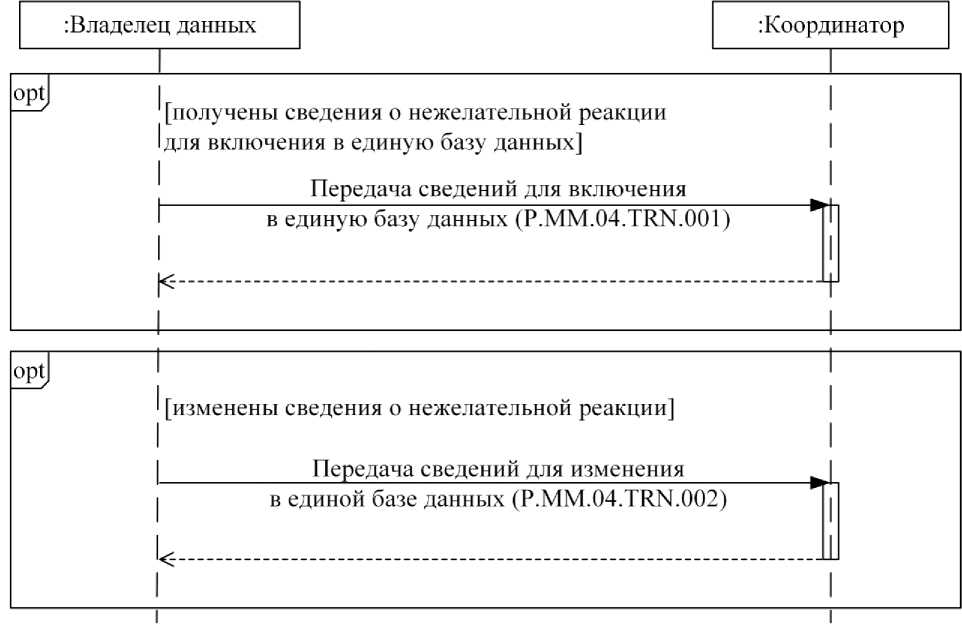 :Владелец данных
:Координатор
opt
[получены сведения о нежелательной реакции
для включения в единую базу данных]
Передача сведений для включения
в единую базу данных (P.MM.04.TRN.001)
opt
[изменены сведения о нежелательной реакции]
Передача сведений для изменения
в единой базе данных (P.MM.04.TRN.002)